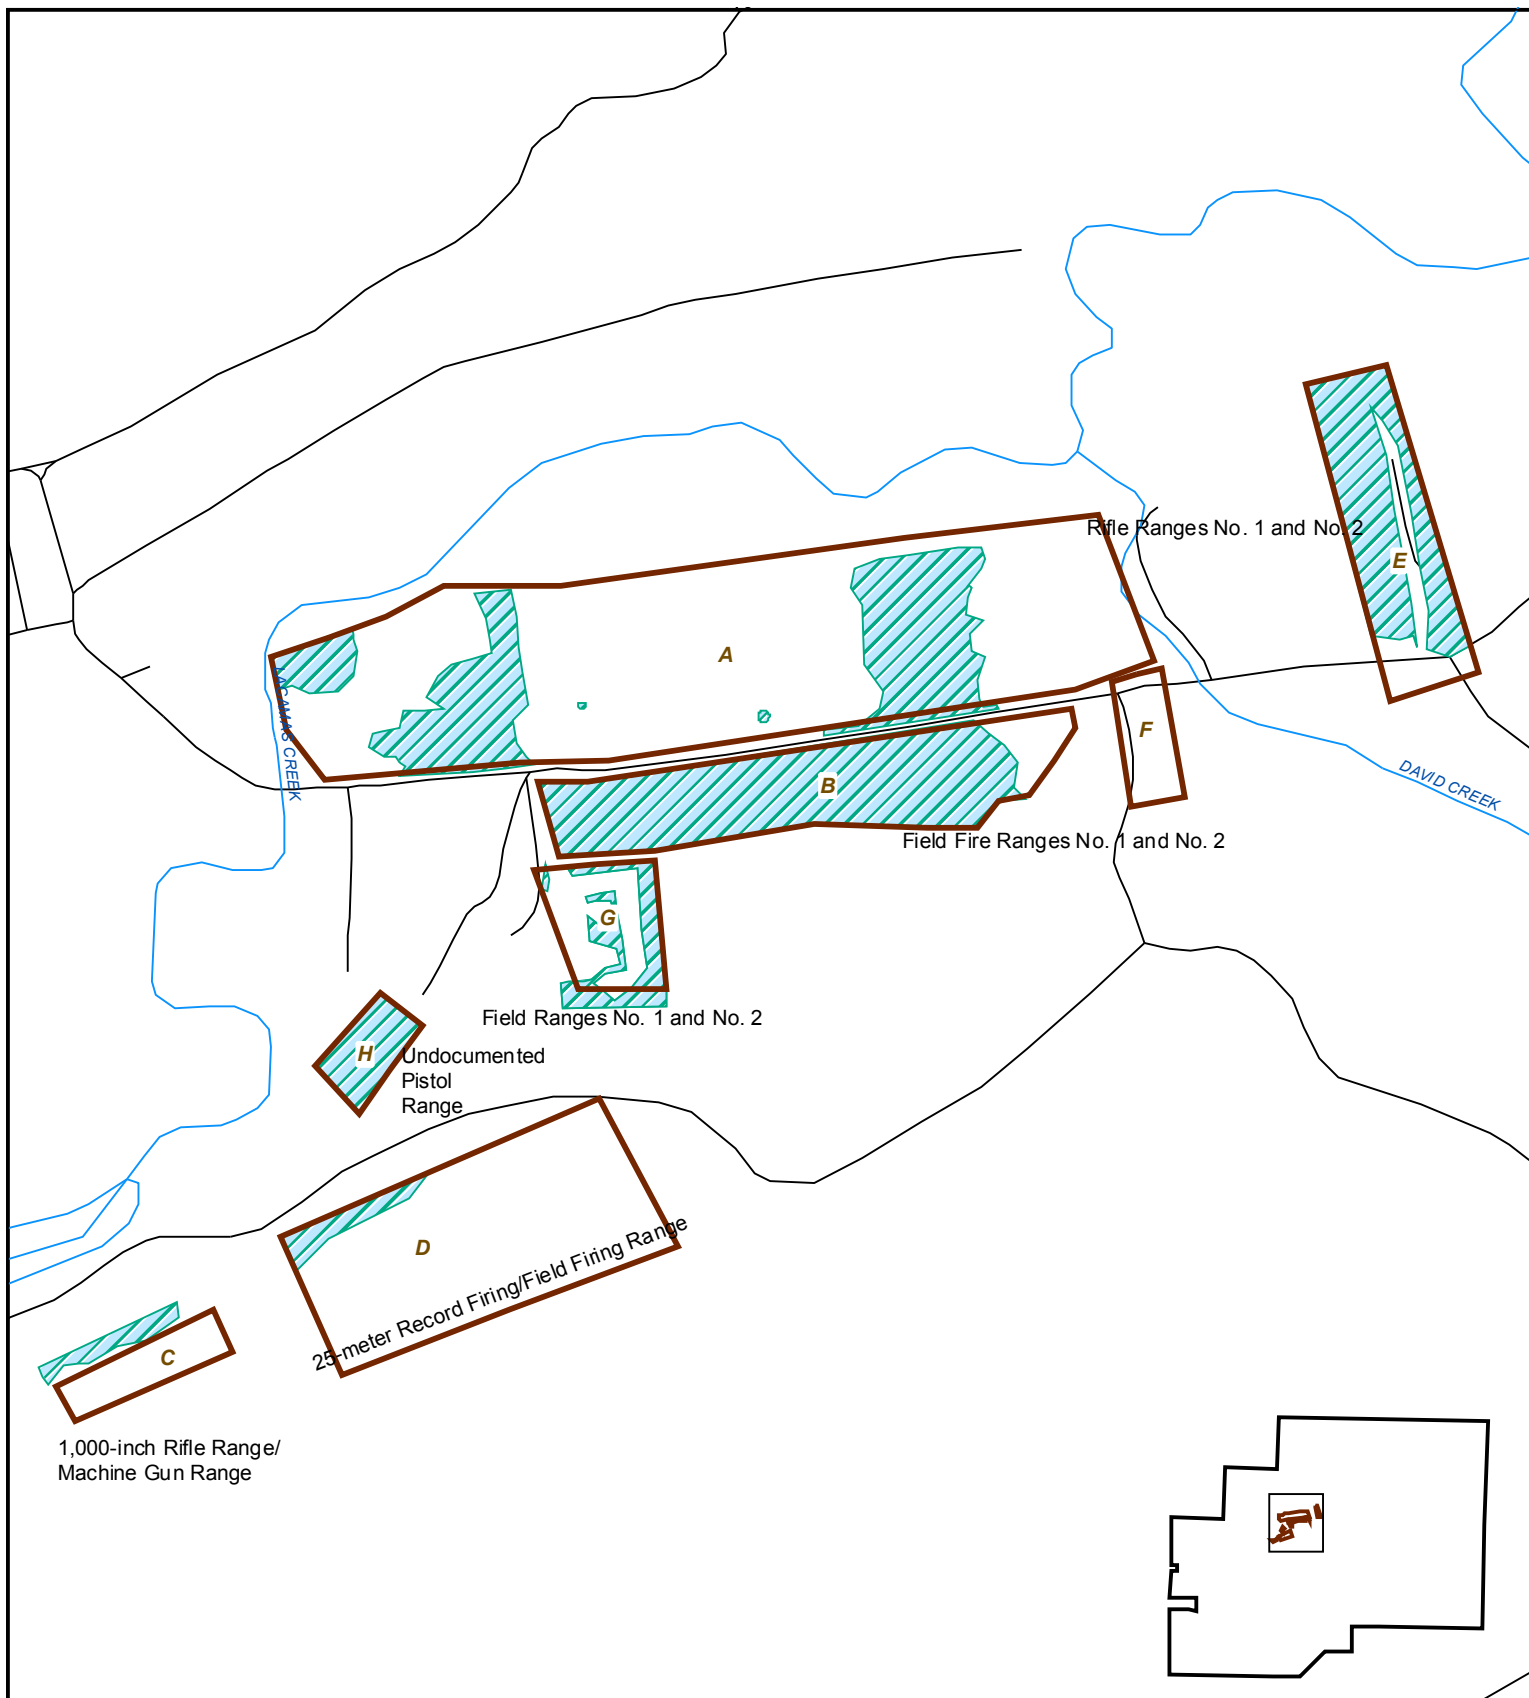 Rifle Ranges No. 1 and No. 2
E
A
LACAMAS CREEK
F
B
DAVID CREEK
Field Fire Ranges No. 1 and No. 2
G
Field Ranges No. 1 and No. 2
H
Undocumented
Pistol
Range
D
25-meter Record Firing/Field Firing Range
C
1,000-inch Rifle Range/
Machine Gun Range